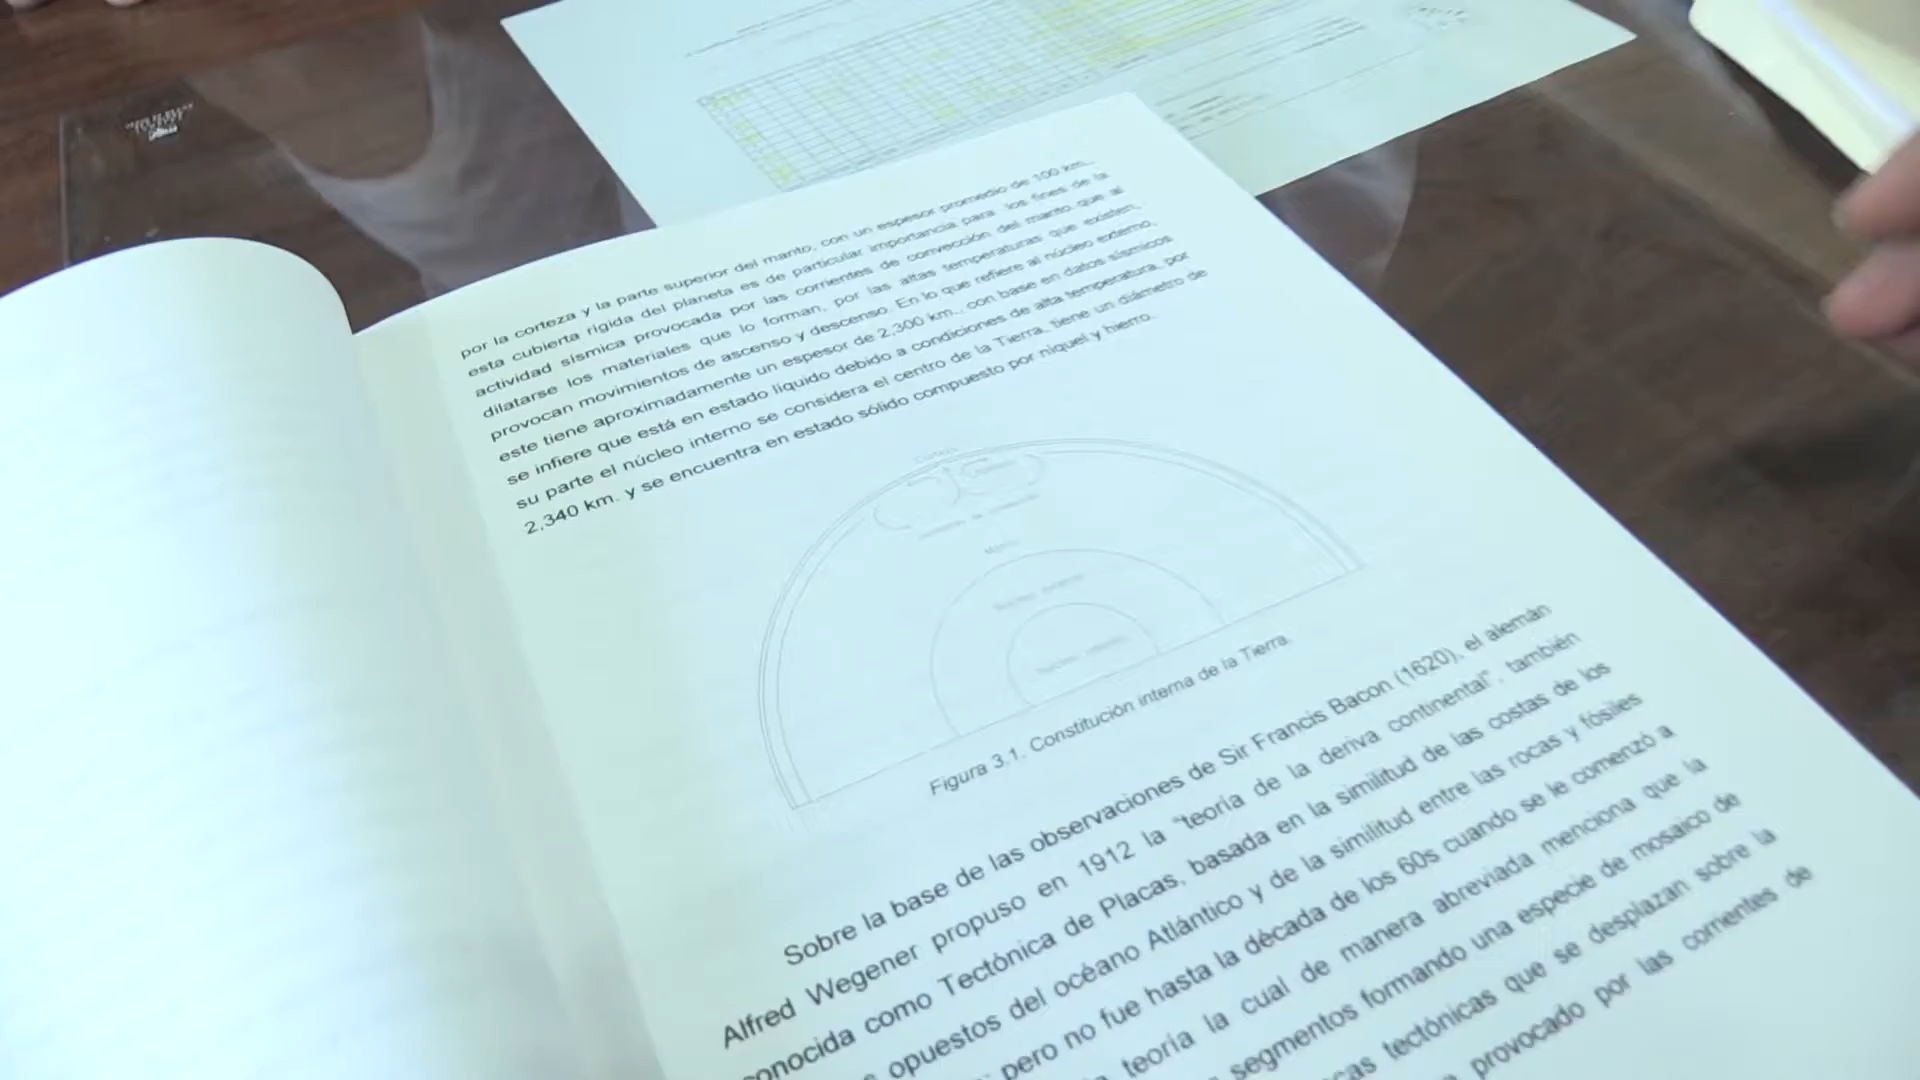 por la corteza y la parte superior del manto, con un espesor promedio de 100 km.,
esta cubierta rígida del planeta es de particular importancia para los fines de la
actividad sísmica provocada por las corrientes de convección del manto que al
dilatarse los materiales que lo forman, por las altas temperaturas que existen,
provocan movimientos de ascenso y descenso. En lo que refiere al núcleo externo,
este tiene aproximadamente un espesor de 2,300 km., con base en datos sísmicos
se infiere que está en estado líquido debido a condiciones de alta temperatura, por
su parte el núcleo interno se considera el centro de la Tierra, tiene un diámetro de
2,340 km. y se encuentra en estado sólido compuesto por níquel y hierro.
Figura 3.1. Constitución interna de la Tierra.
Sobre la base de las observaciones de Sir Francis Bacon (1620), el alemán
Alfred Wegener propuso en 1912 la "teoría de la deriva continental", también
conocida como Tectónica de Placas, basada en la similitud de las costas de los
opuestos del océano Atlántico y de la similitud entre las rocas y fósiles
pero no fue hasta la década de los 60s cuando se le comenzó a
teoría la cual de manera abreviada menciona que la
segmentos formando una especie de mosaico de
tectónicas que se desplazan sobre la
provocado por las corrientes de